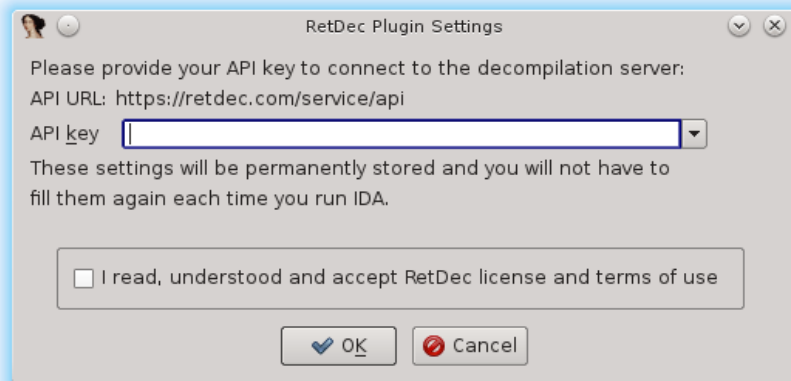 RetDec Plugin Settings
Please provide your API key to connect to the decompilation server:
API URL: https://retdec.com/service/api
API key
These settings will be permanently stored and you will not have to
fill them again each time you run IDA.
I read, understood and accept RetDec license and terms of use
OK
Cancel